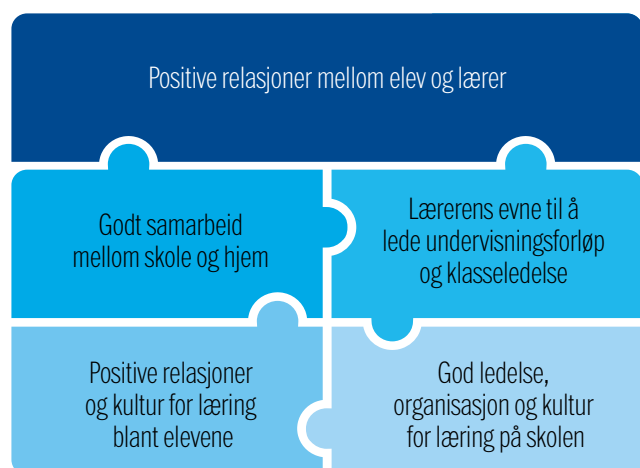 Positive relasjoner mellom elev og lærer
Godt samarbeid
mellom skole og hjem
Lærerens evne til å
lede undervisningsforløp
og klasseledelse
Positive relasjoner
og kultur for læring
blant elevene
God ledelse,
organisasjon og kultur
for læring på skolen